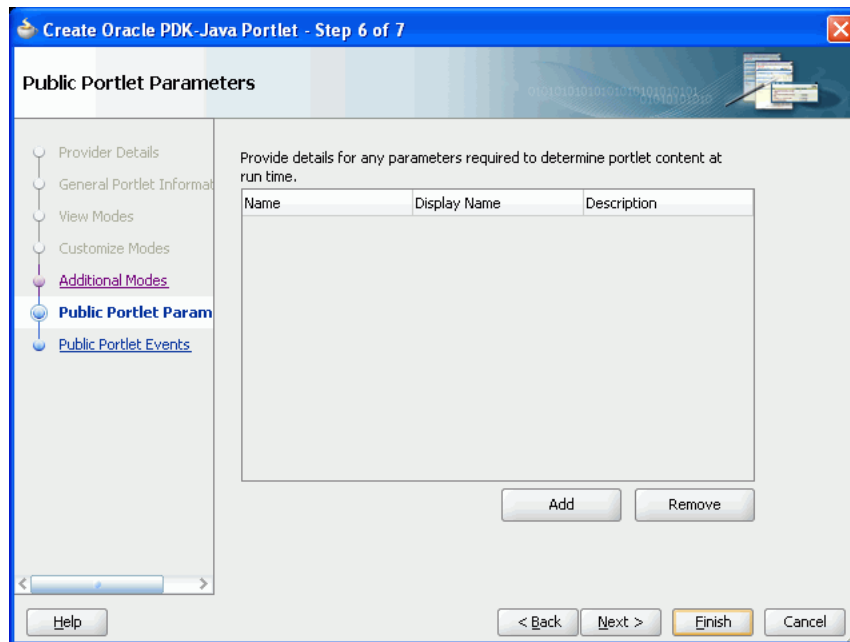 Create Oracle PDK-Java Portlet - Step 6 of 7
Public Portlet Parameters
0101010101010101010101010101
01010101010
Provider Details
General Portlet Informat
View Modes
Customize Modes
Additional Modes
Public Portlet Param
Public Portlet Events
Provide details for any parameters required to determine portlet content at
run time.
Name Display Name Description
Add Remove
Help < Back Next > Finish Cancel